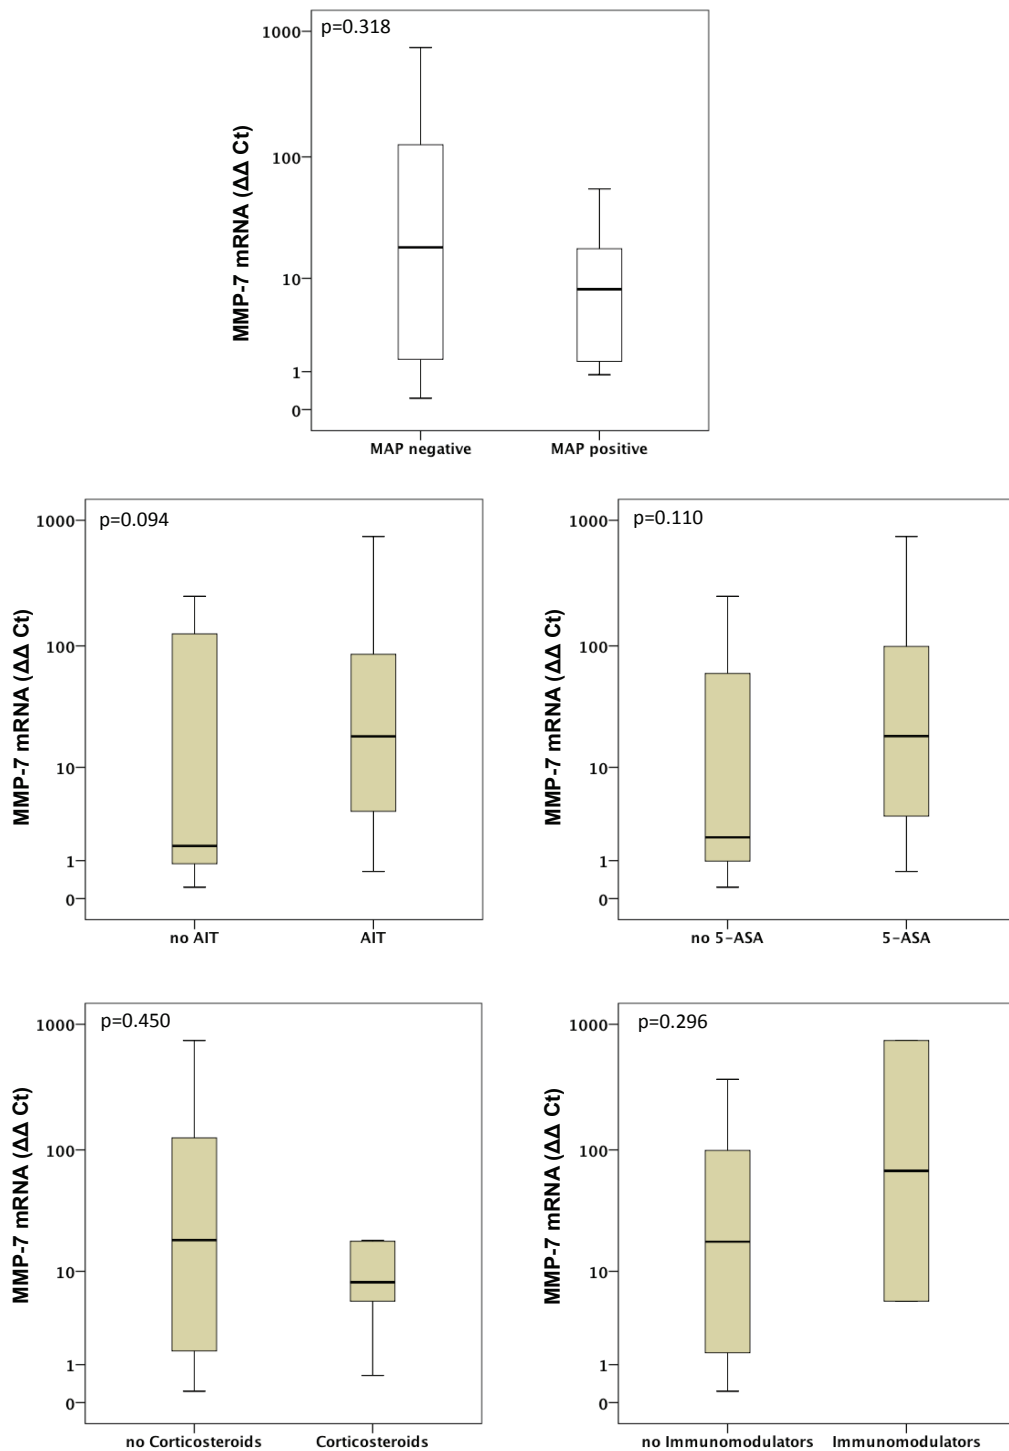 p=0.318
MMP-7 mRNA (ΔΔ Ct)
1000
100
10
1
0
MAP negative MAP positive
p=0.094
MMP-7 mRNA (ΔΔ Ct)
1000
100
10
1
0
no AIT AIT
p=0.110
MMP-7 mRNA (ΔΔ Ct)
1000
100
10
1
0
no 5-ASA 5-ASA
p=0.450
MMP-7 mRNA (ΔΔ Ct)
1000
100
10
1
0
no Corticosteroids Corticosteroids
p=0.296
MMP-7 mRNA (ΔΔ Ct)
1000
100
10
1
0
no Immunomodulators Immunomodulators